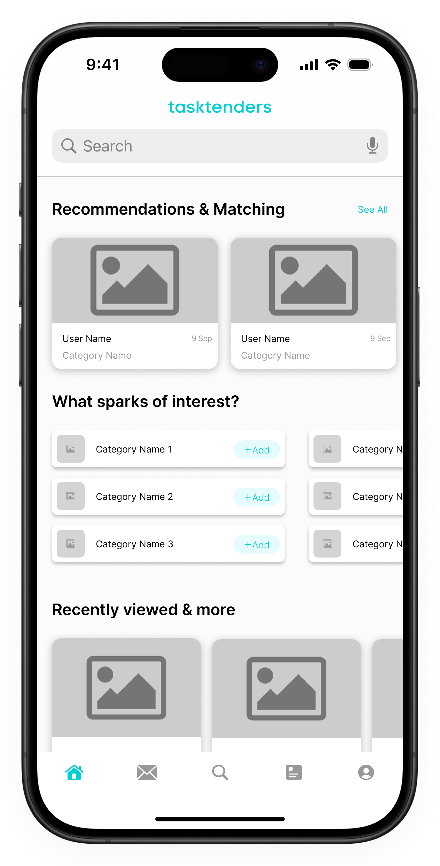 9:41
tasktenders
Search
Recommendations & Matching See All
User Name 9 Sep User Name 9 Sep
Category Name Category Name
What sparks of interest?
Category Name 1 +Add Category N
Category Name 2 +Add Category N
Category Name 3 +Add Category N
Recently viewed & more